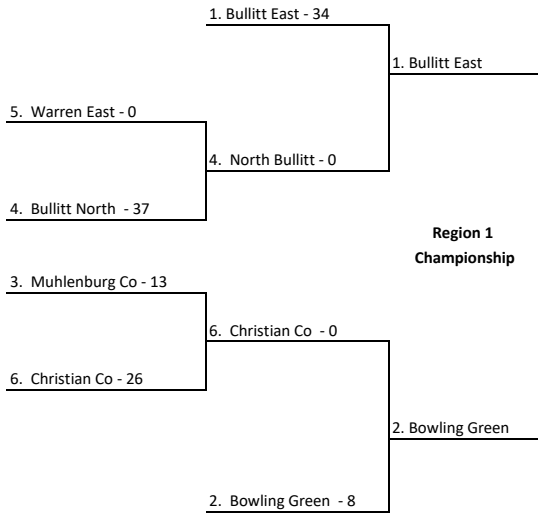 1. Bullitt East - 34
1. Bullitt East
5. Warren East - 0
4. North Bullitt - 0
4. Bullitt North - 37
Region 1
Championship
3. Muhlenburg Co - 13
6. Christian Co - 0
6. Christian Co - 26
2. Bowling Green
2. Bowling Green - 8